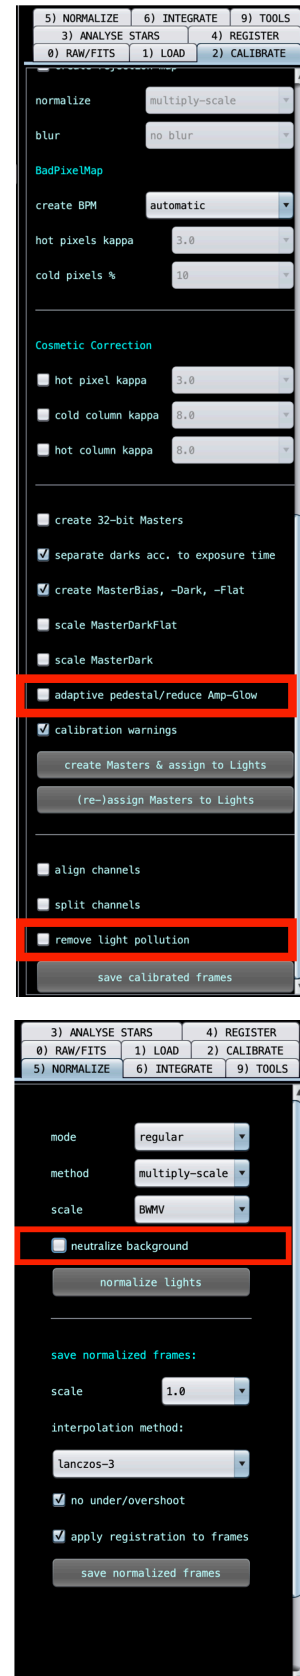 5) NORMALIZE 6) INTEGRATE 9) TOOLS
3) ANALYSE STARS 4) REGISTER
0) RAW/FITS 1) LOAD 2) CALIBRATE
normalize multiply-scale
blur no blur
BadPixelMap
create BPM automatic
hot pixels kappa 3.0
cold pixels % 10
Cosmetic Correction
hot pixel kappa 3.0
cold column kappa 8.0
hot column kappa 8.0
create 32-bit Masters
separate darks acc. to exposure time
create MasterBias, -Dark, -Flat
scale MasterDarkFlat
scale MasterDark
adaptive pedestal/reduce Amp-Glow
calibration warnings
create Masters & assign to Lights
(re-)assign Masters to Lights
align channels
split channels
remove light pollution
save calibrated frames
3) ANALYSE STARS 4) REGISTER
0) RAW/FITS 1) LOAD 2) CALIBRATE
5) NORMALIZE 6) INTEGRATE 9) TOOLS
mode regular
method multiply-scale
scale BWMV
neutralize background
normalize lights
save normalized frames:
scale 1.0
interpolation method:
lanczos-3
no under/overshoot
apply registration to frames
save normalized frames